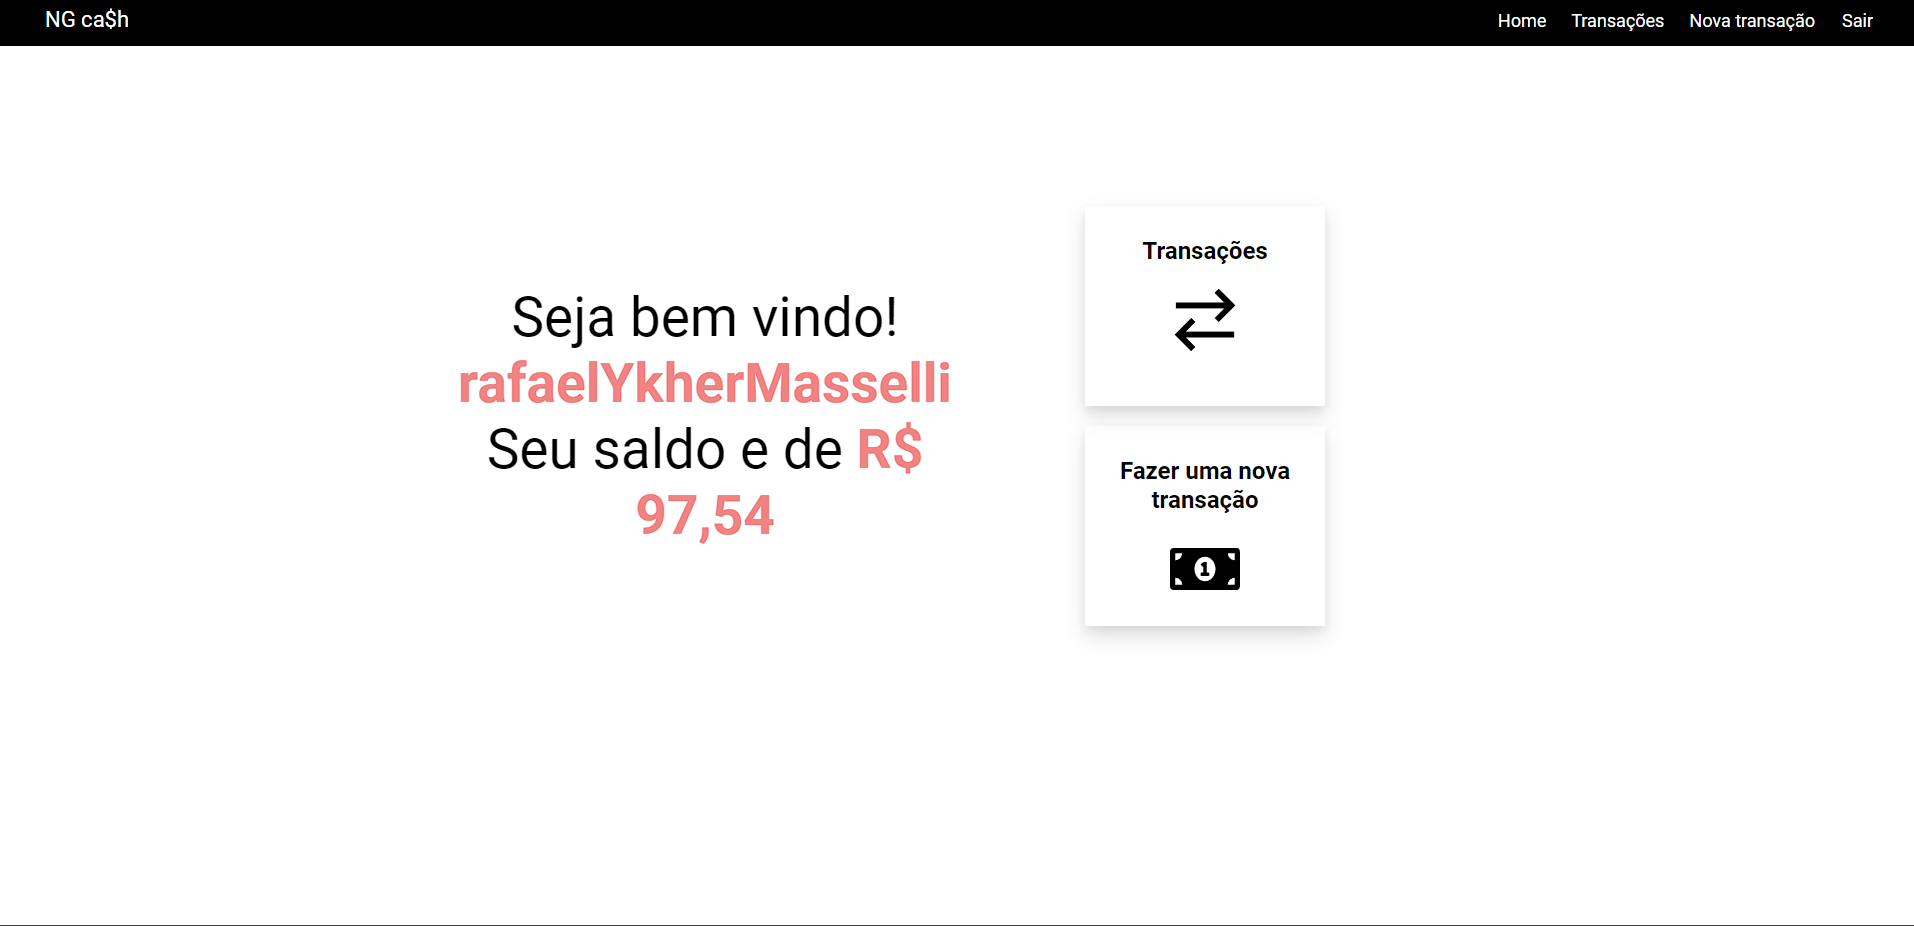 NG ca$h
Home
Transações
Nova transação
Sair
Seja bem vindo!
rafaelYkherMasselli
Seu saldo e de R$
97,54
Transações
Fazer uma nova
transação
1